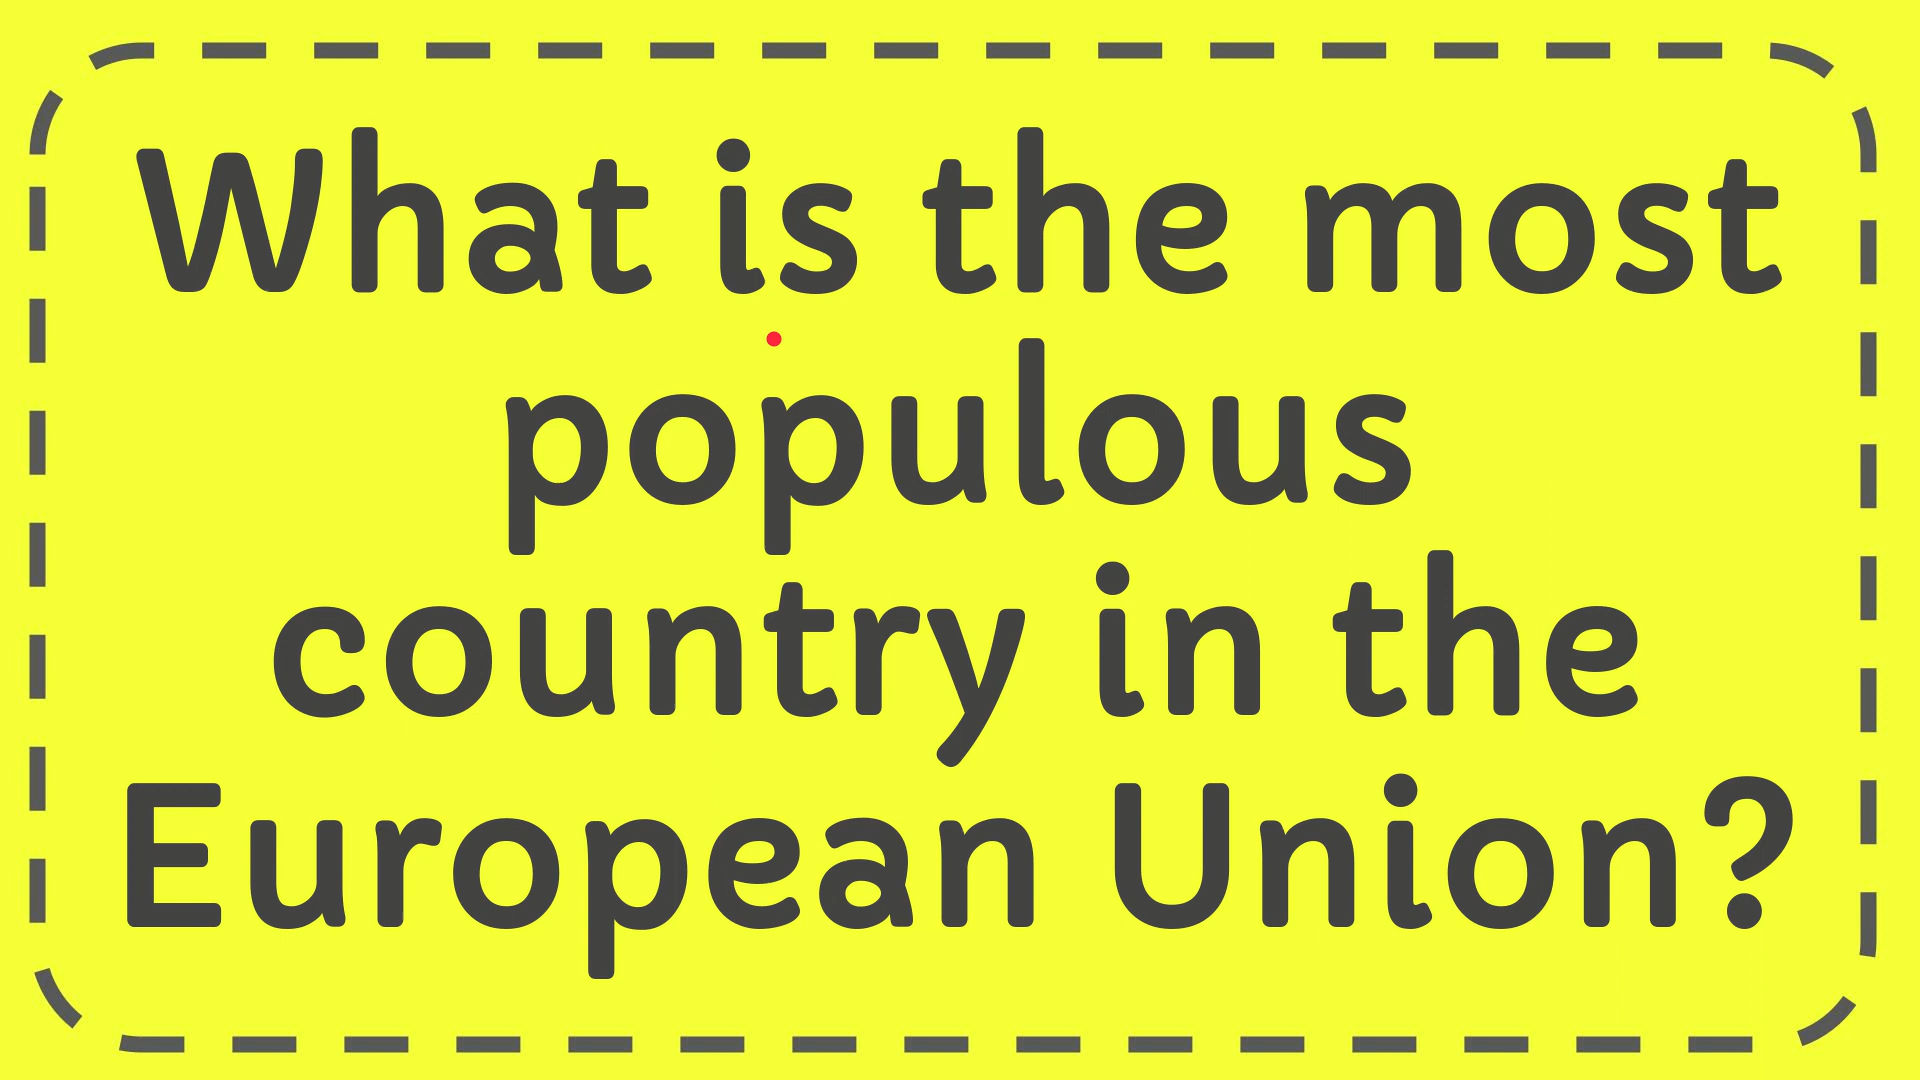 What is the most
populous
country in the
European Union?